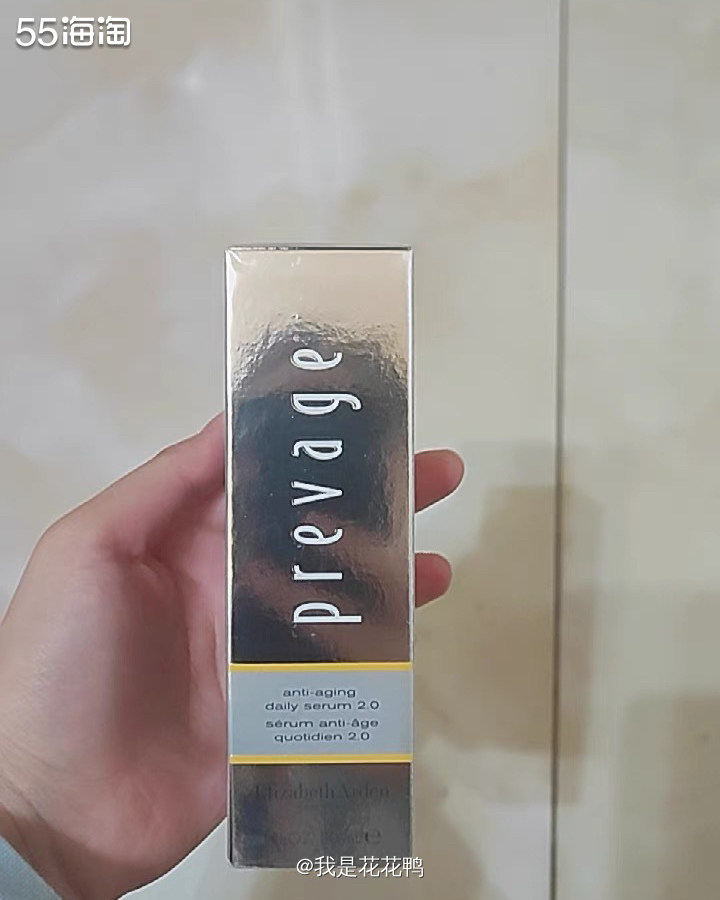 55海淘
prevage
anti-aging
daily serum 2.0
sérum anti-âge
quotidien 2.0
Elizabeth Arden
@我是花花鸭